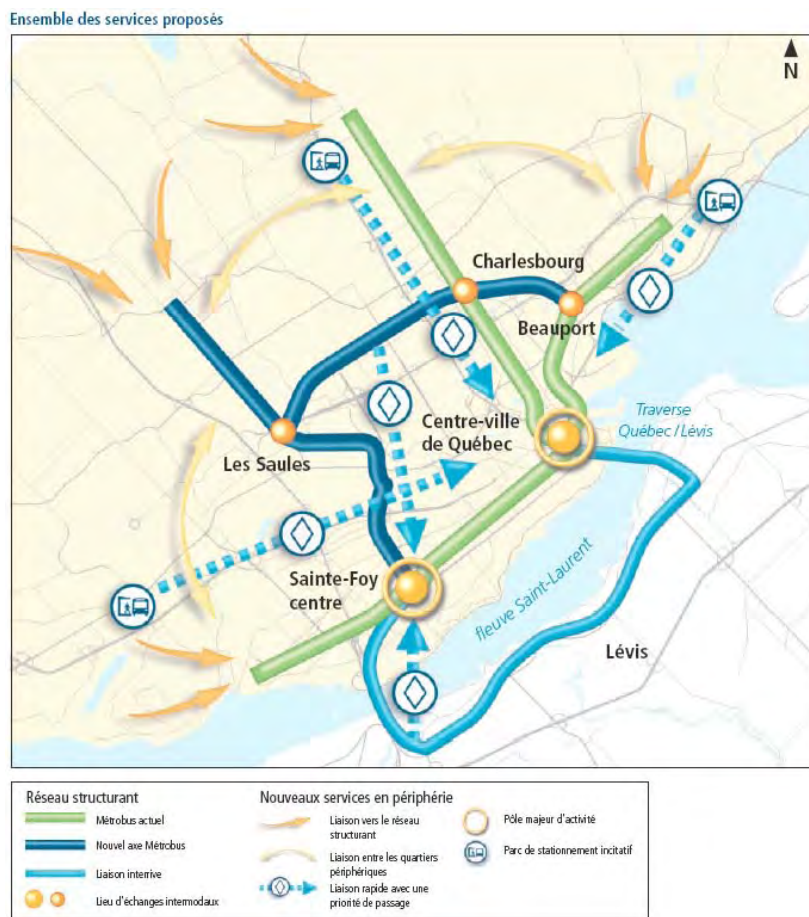 Ensemble des services proposés
N
Charlesbourg
Beauport
Centre-ville
de Québec
Traverse
Québec / Lévis
Les Saules
Sainte-Foy
centre
fleuve Saint-Laurent
Lévis
Réseau structurant
Métrobus actuel
Nouvel axe Métrobus
Liaison interrive
Lieu d'échanges intermodaux
Nouveaux services en périphérie
Liaison vers le réseau
structurant
Liaison entre les quartiers
périphériques
Liaison rapide avec une
priorité de passage
Pôle majeur d'activité
Parc de stationnement incitatif